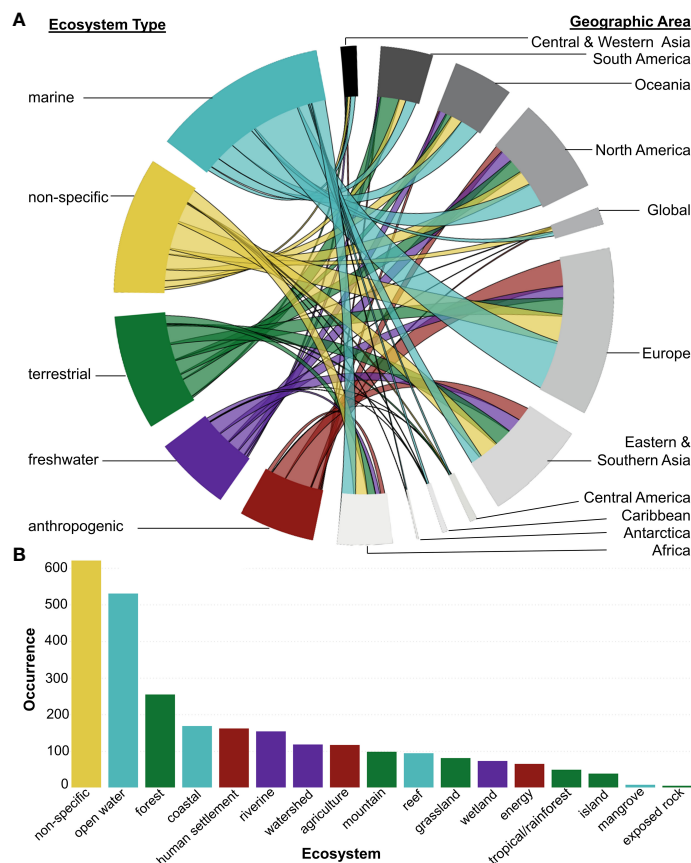 A
Ecosystem Type
Geographic Area
Central & Western Asia
South America
Oceania
marine
North America
non-specific
Global
Europe
terrestrial
Eastern &
Southern Asia
freshwater
Central America
Caribbean
anthropogenic
Antarctica
Africa
B
600
500
400
300
200
100
0
Occurrence
non-specific
open water
forest
coastal
human settlement
riverine
watershed
agriculture
mountain
reef
grassland
wetland
energy
tropical/rainforest
island
mangrove
exposed rock
Ecosystem